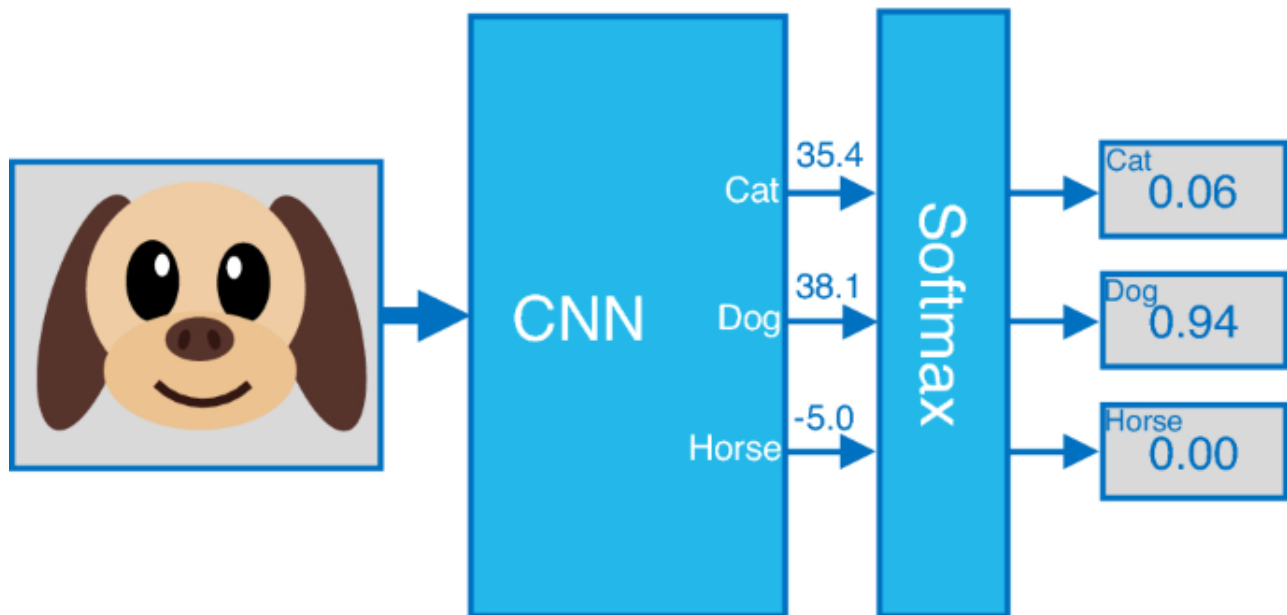 CNN
Cat
35.4
Dog
38.1
Horse
-5.0
Softmax
Cat
0.06
Dog
0.94
Horse
0.00